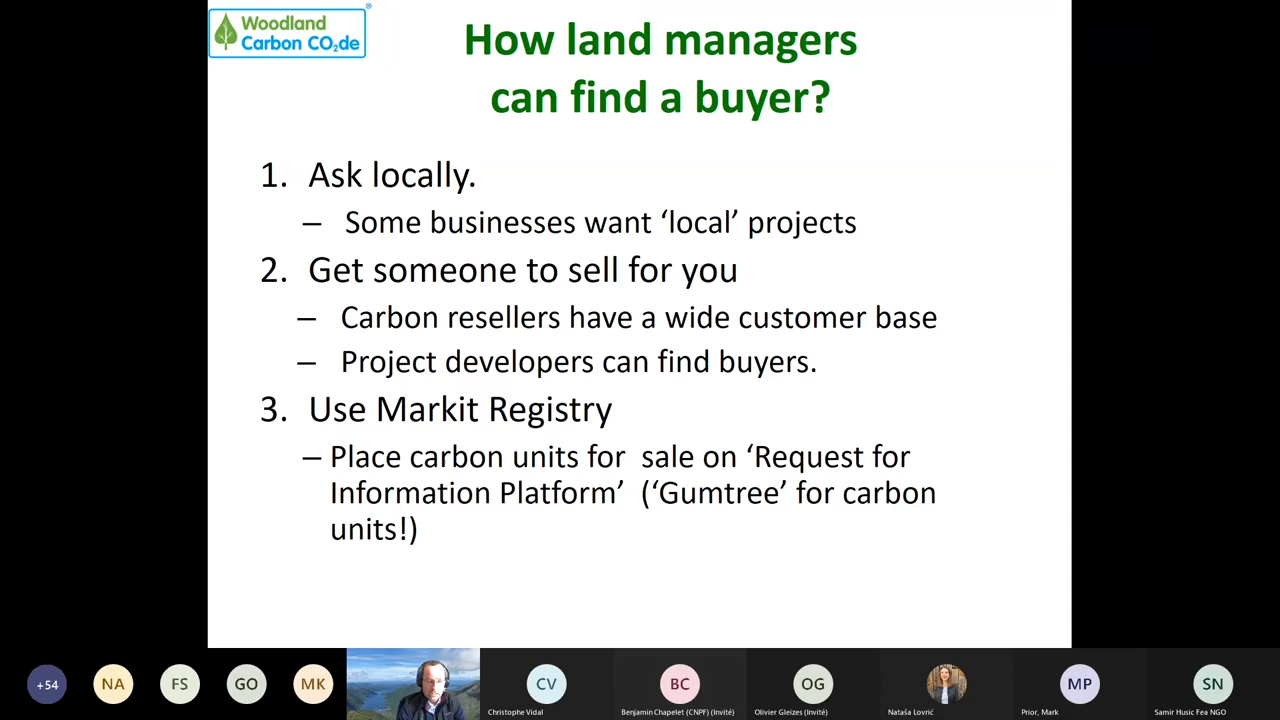 Woodland
Carbon CO₂de®
How land managers
can find a buyer?
1. Ask locally.
– Some businesses want ‘local’ projects
2. Get someone to sell for you
– Carbon resellers have a wide customer base
– Project developers can find buyers.
3. Use Markit Registry
– Place carbon units for sale on ‘Request for
Information Platform’ (‘Gumtree’ for carbon
units!)
+54
NA
FS
GO
MK
CV
BC
OG
MP
SN
Christophe Vidal
Benjamin Chapelet (CNPF) (Invité)
Olivier Gleizes (Invité)
Nataša Lovrić
Prior, Mark
Samir Husic Fea NGO